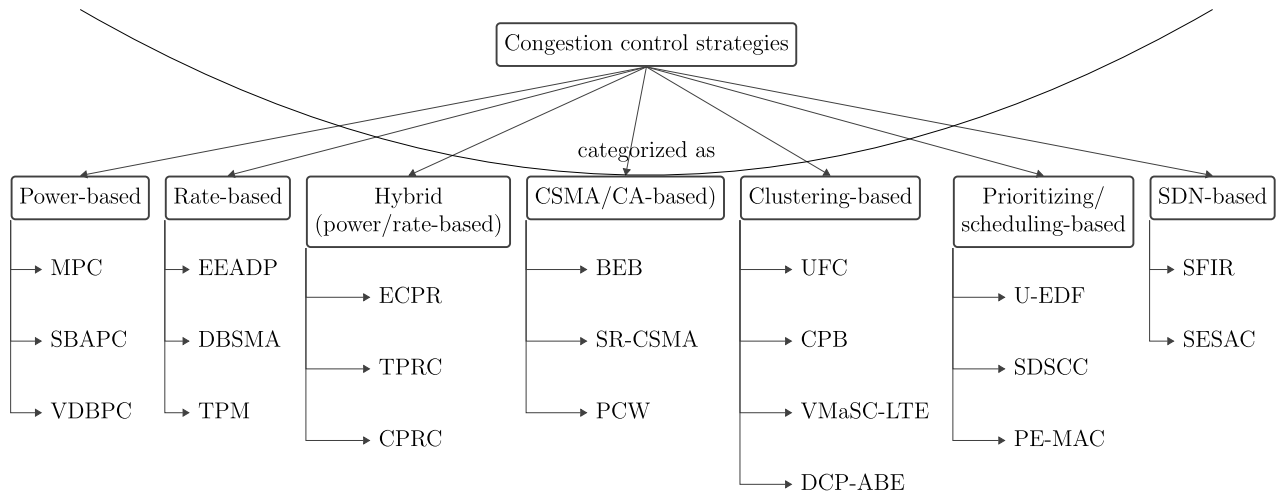 Congestion control strategies
categorized as
Power-based
MPC
SBAPC
VDBPC
Rate-based
EEADP
DBSMA
TPM
Hybrid
(power/rate-based)
ECPR
TPRC
CPRC
CSMA/CA-based)
BEB
SR-CSMA
PCW
Clustering-based
UFC
CPB
VMaSC-LTE
DCP-ABE
Prioritizing/
scheduling-based
U-EDF
SDSCC
PE-MAC
SDN-based
SFIR
SESAC